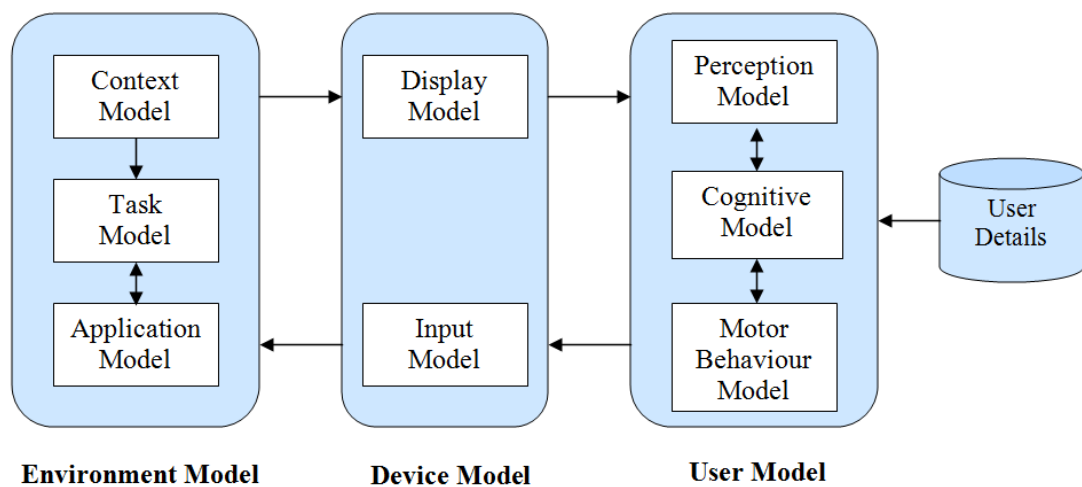 Context
Model
Task
Model
Application
Model
Environment Model
Display
Model
Input
Model
Device Model
Perception
Model
Cognitive
Model
Motor
Behaviour
Model
User Model
User
Details